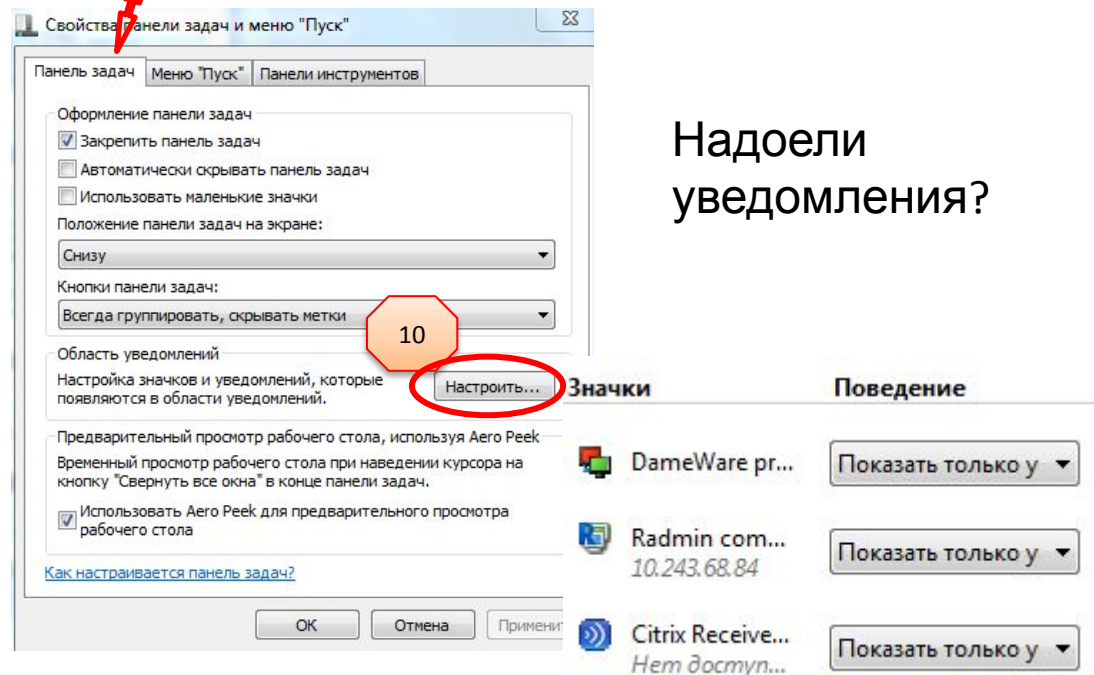 Свойства панели задач и меню "Пуск"
Панель задач
Меню "Пуск"
Панели инструментов
Оформление панели задач
Закрепить панель задач
Автоматически скрывать панель задач
Использовать маленькие значки
Положение панели задач на экране:
Снизу
Кнопки панели задач:
Всегда группировать, скрывать метки
10
Область уведомлений
Настройка значков и уведомлений, которые
появляются в области уведомлений.
Настроить...
Предварительный просмотр рабочего стола, используя Aero Peek
Временный просмотр рабочего стола при наведении курсора на
кнопку "Свернуть все окна" в конце панели задач.
Использовать Aero Peek для предварительного просмотра
рабочего стола
Как настраивается панель задач?
ОК
Отмена
Примени
Надоели
уведомления?
Значки
Поведение
DameWare pr...
Показать только у
Radmin com...
10.243.68.84
Показать только у
Citrix Receive...
Нет доступ...
Показать только у